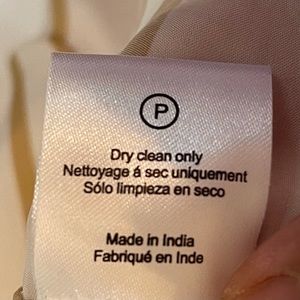 P
Dry clean only
Nettoyage á sec uniquement
Sólo limpieza en seco
Made in India
Fabriqué en Inde